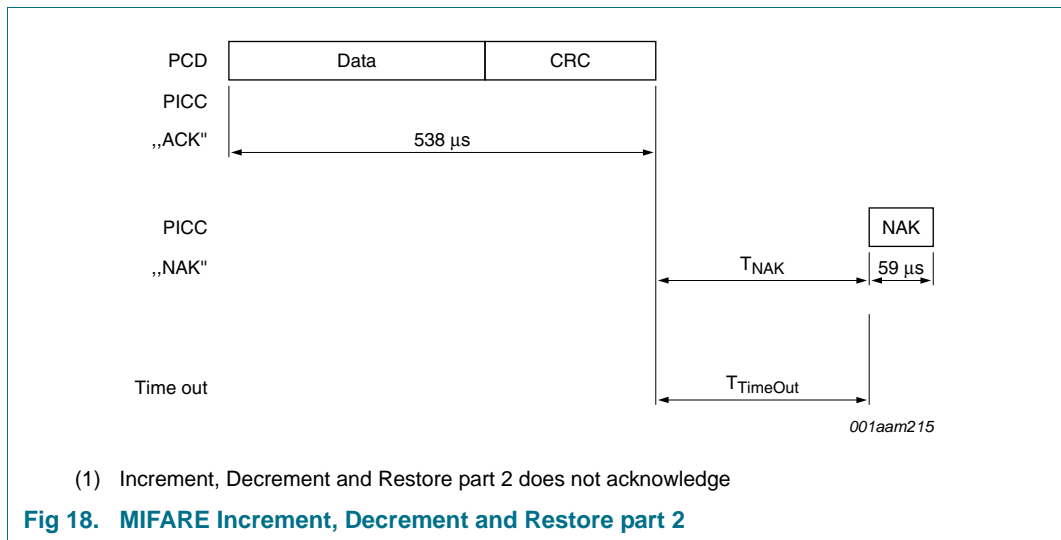 PCD Data CRC
PICC
,,ACK" 538 μs
PICC NAK
,,NAK" TNAK 59 μs
Time out TTimeOut
001aam215
(1) Increment, Decrement and Restore part 2 does not acknowledge
Fig 18. MIFARE Increment, Decrement and Restore part 2